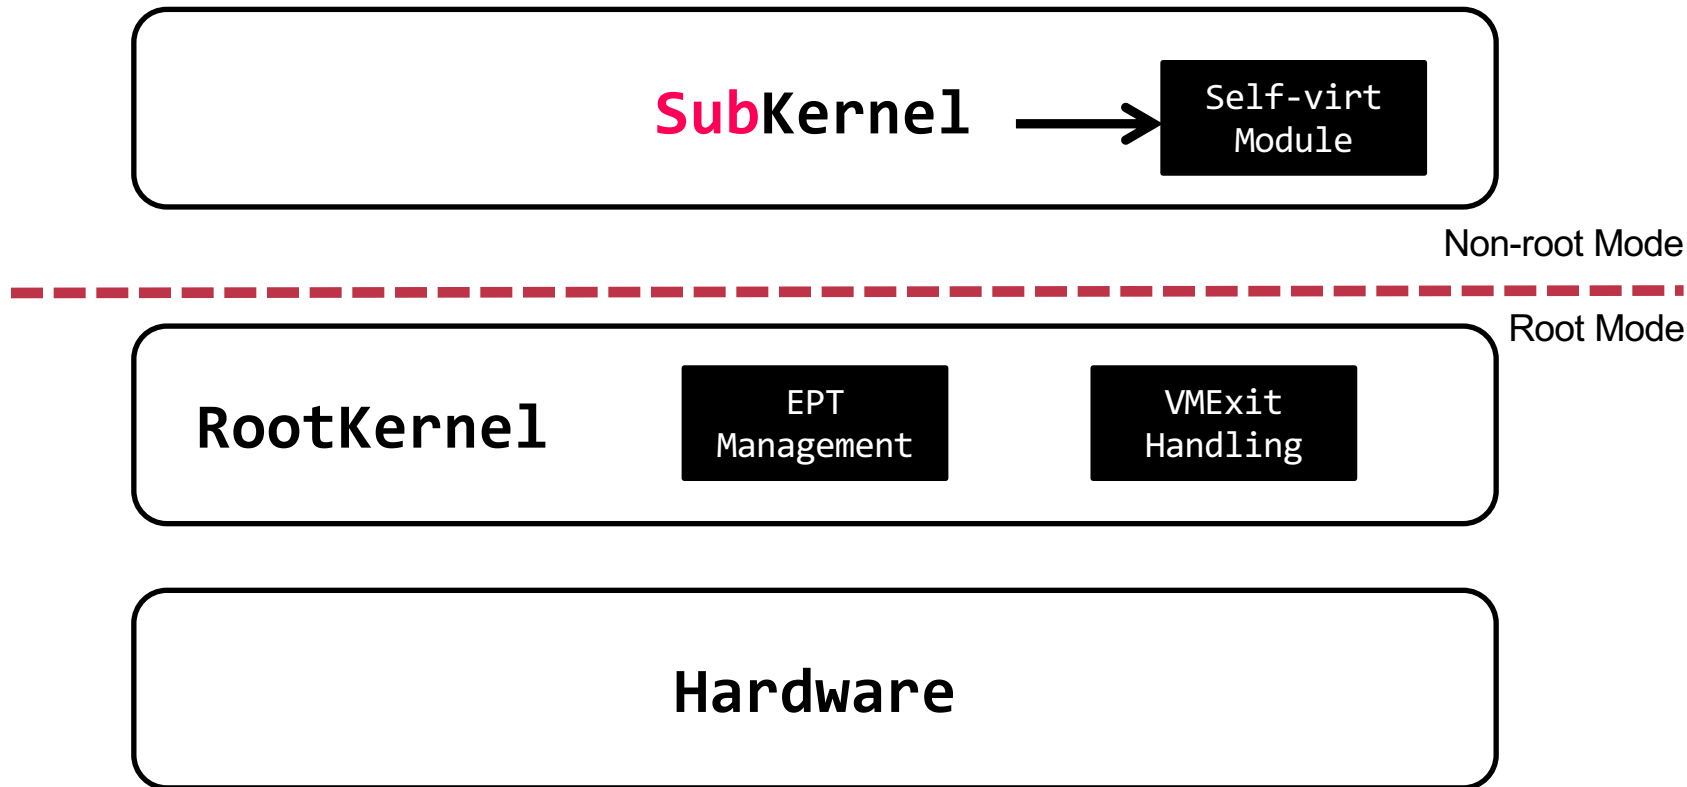 SubKernel
Self-virt
Module
Non-root Mode
Root Mode
RootKernel
EPT
Management
VMExit
Handling
Hardware